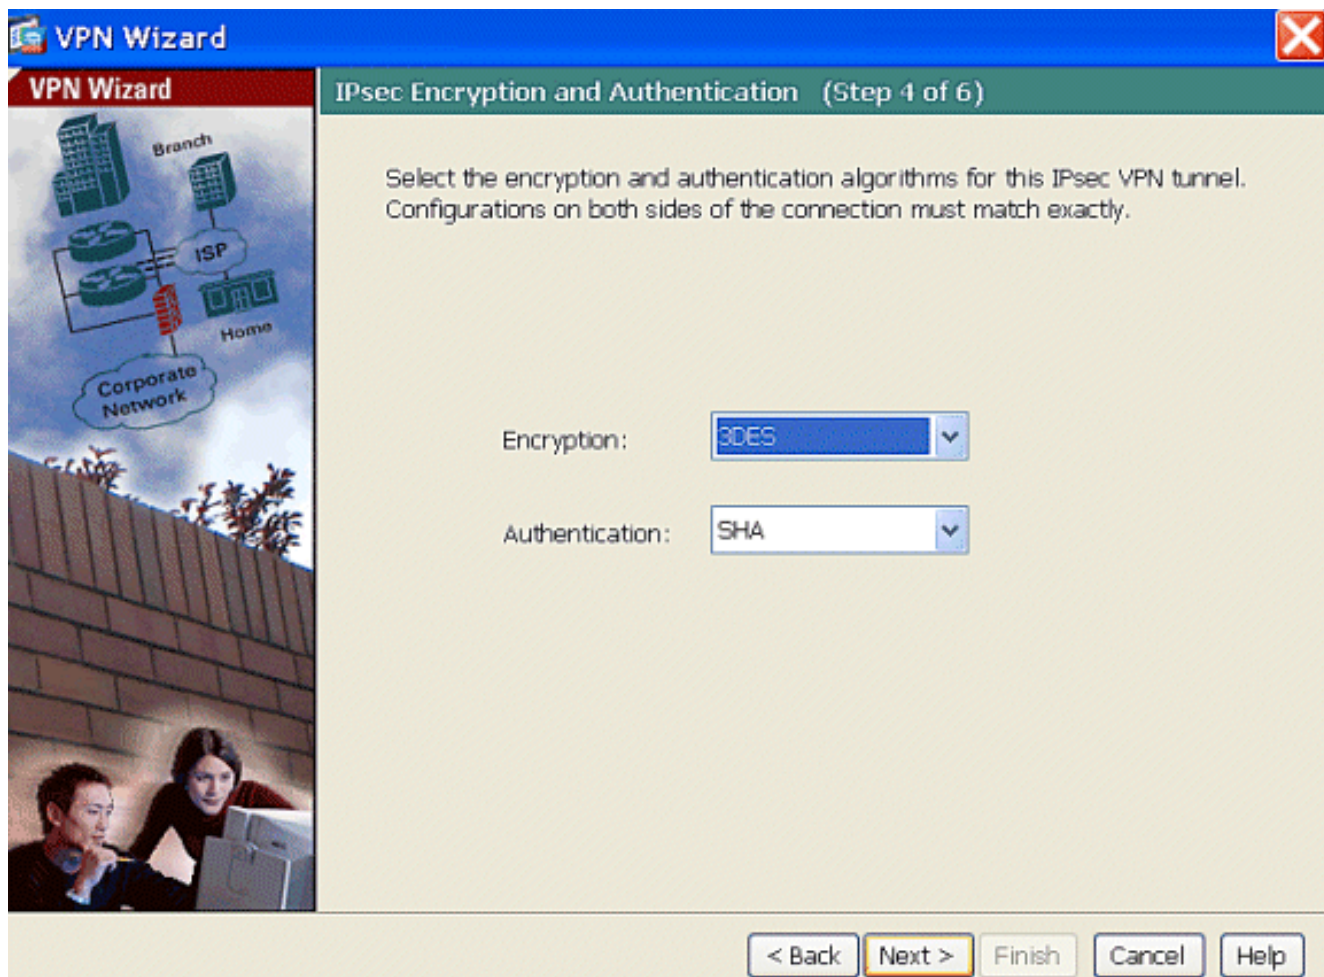 VPN Wizard
VPN Wizard
IPsec Encryption and Authentication (Step 4 of 6)
Branch
ISP
Home
Corporate
Network
Select the encryption and authentication algorithms for this IPsec VPN tunnel.
Configurations on both sides of the connection must match exactly.
Encryption: 3DES
Authentication: SHA
< Back Next > Finish Cancel Help